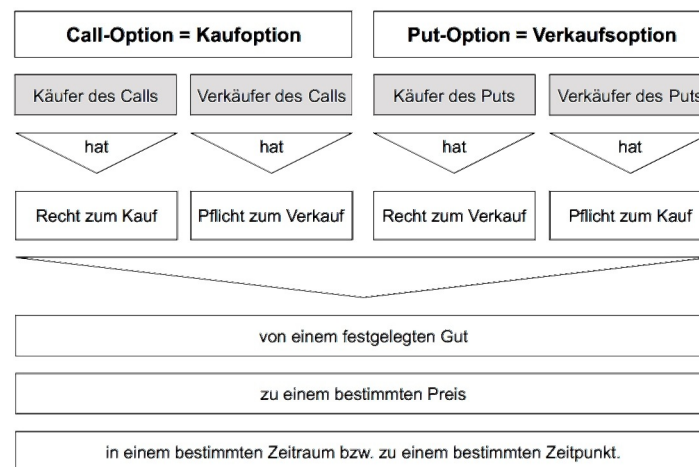 Call-Option = Kaufoption
Put-Option = Verkaufsoption
Käufer des Calls
Verkäufer des Calls
Käufer des Puts
Verkäufer des Puts
hat
hat
hat
hat
Recht zum Kauf
Pflicht zum Verkauf
Recht zum Verkauf
Pflicht zum Kauf
von einem festgelegten Gut
zu einem bestimmten Preis
in einem bestimmten Zeitraum bzw. zu einem bestimmten Zeitpunkt.